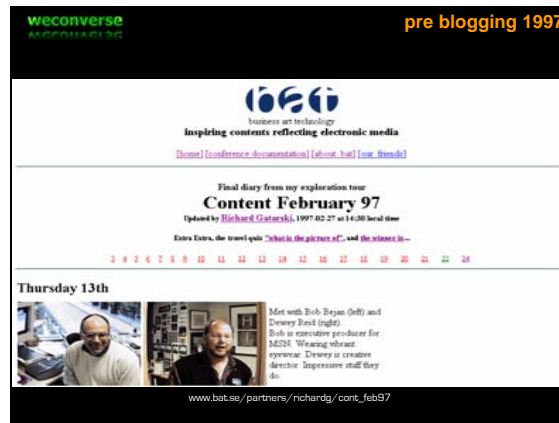 weconverse
pre blogging 1997
bat
business art technology
inspiring contents reflecting electronic media
[home] [conference documentation] [about bat] [our friends]
Final diary from my exploration tour
Content February 97
Updated by Richard Gatarski, 1997-02-27 at 14:30 local time
Extra Extra, the travel quiz "what is the picture of", and the winner is...
3 4 5 6 7 8 9 10 11 12 13 14 15 16 17 18 19 20 21 22 24
Thursday 13th
Met with Bob Bejan (left) and
Dewey Reid (right).
Bob is executive producer for
MSN. Wearing vibrant
eyewear. Dewey is creative
director. Impressive stuff they
do.
www.bat.se/partners/richardg/cont_feb97